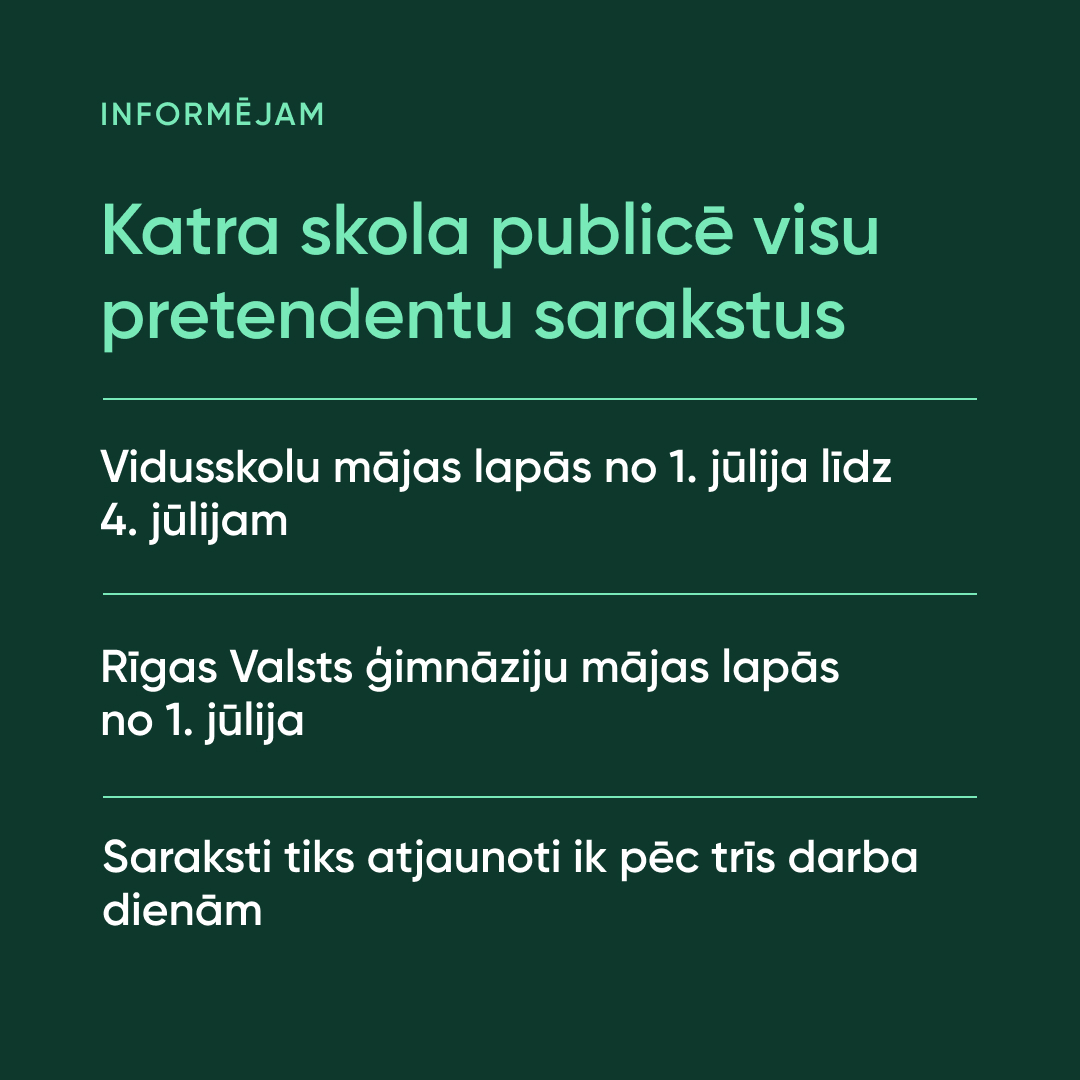 INFORMĒJAM
Katra skola publicē visu
pretendentu sarakstus
Vidusskolu mājas lapās no 1. jūlija līdz
4. jūlijam
Rīgas Valsts ģimnāziju mājas lapās
no 1. jūlija
Saraksti tiks atjaunoti ik pēc trīs darba
dienām